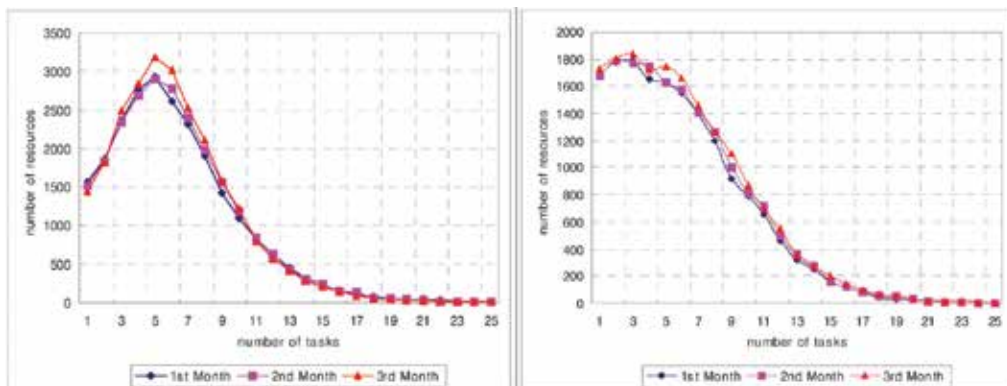 3500
3000
2500
2000
1500
1000
500
0
number of resources
1 3 5 7 9 11 13 15 17 19 21 23 25
number of tasks
1st Month 2nd Month 3rd Month
2000
1800
1600
1400
1200
1000
800
600
400
200
0
number of resources
1 3 5 7 9 11 13 15 17 19 21 23 25
number of tasks
1st Month 2nd Month 3rd Month